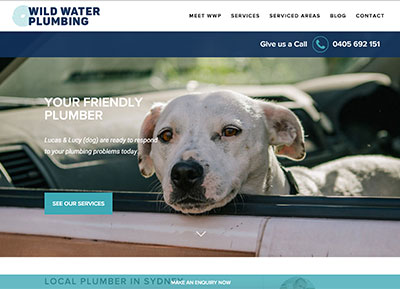 WILD WATER
PLUMBING
MEET WWP SERVICES SERVICED AREAS BLOG CONTACT
Give us a Call 0405 692 151
YOUR FRIENDLY
PLUMBER
Lucas & Lucy (dog) are ready to respond
to your plumbing problems today.
SEE OUR SERVICES
LOCAL PLUMBER IN SYDNEY
MAKE AN ENQUIRY NOW